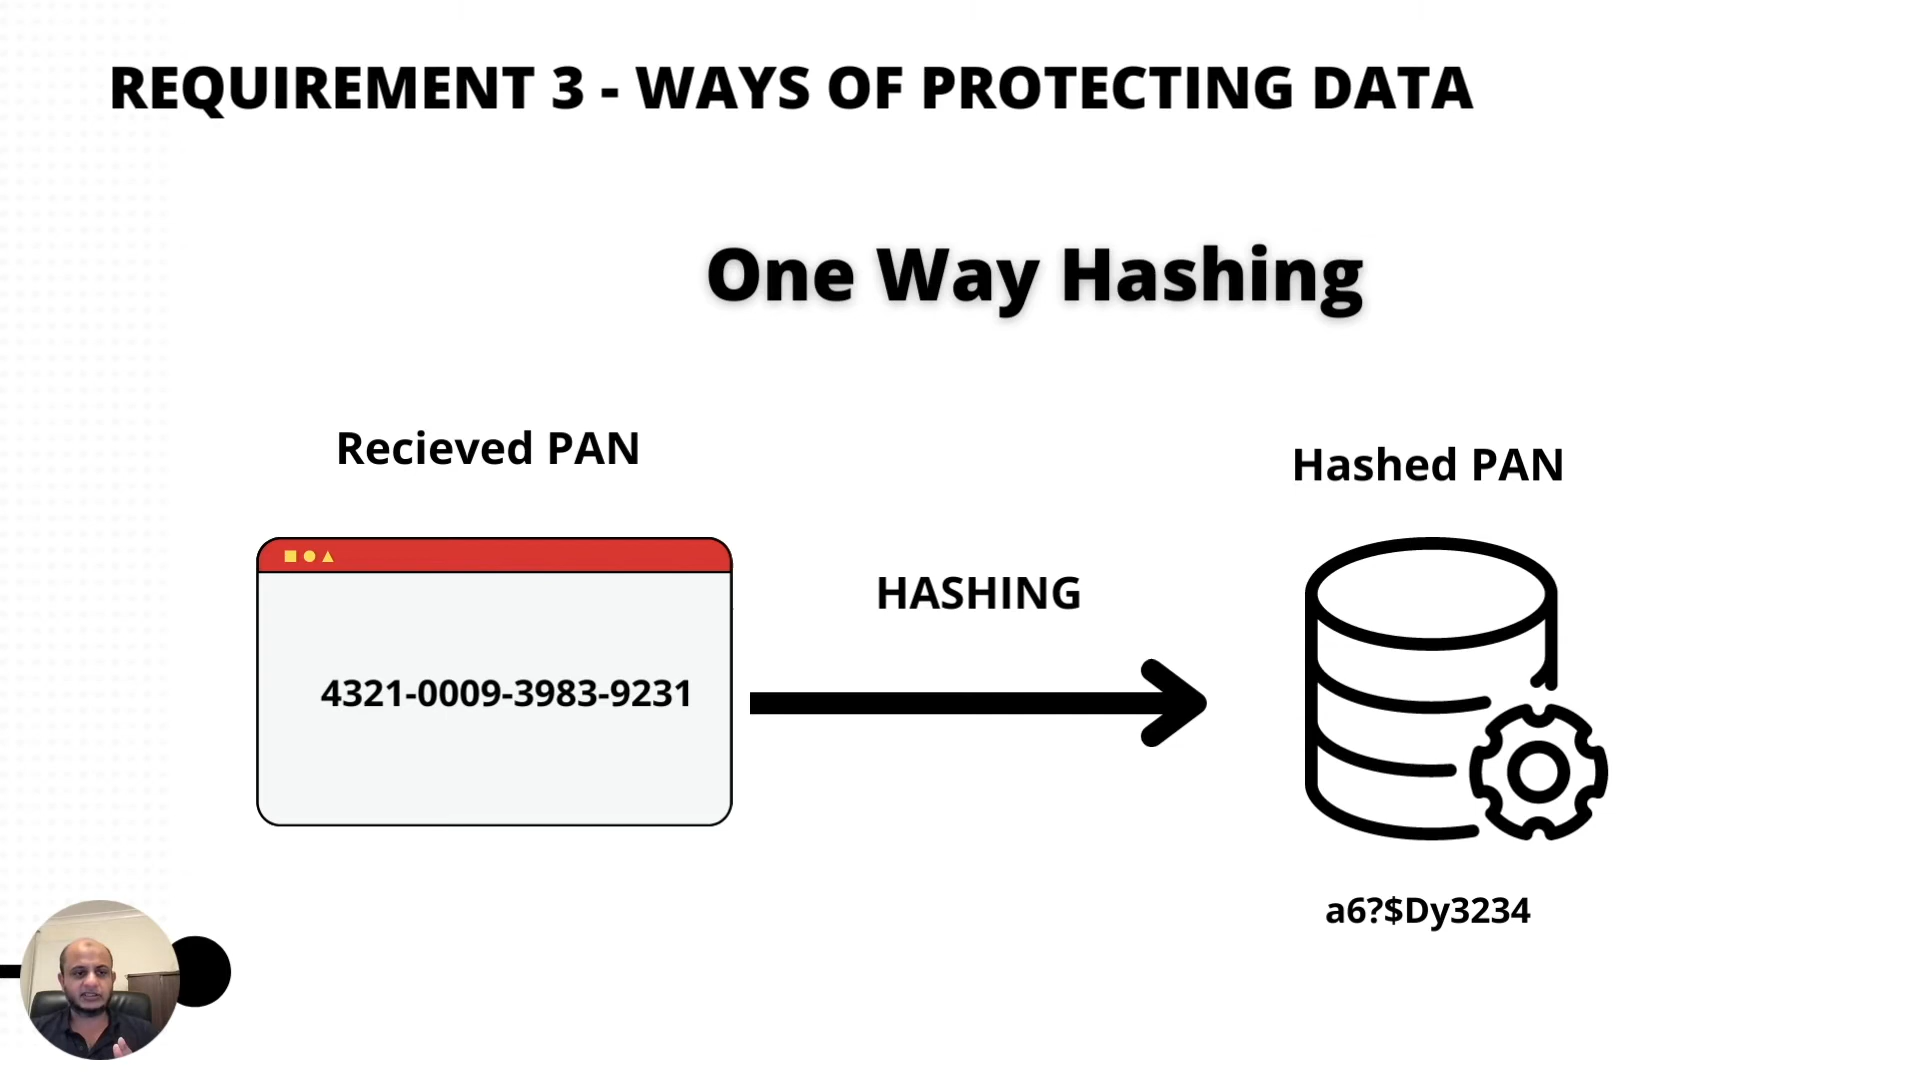 REQUIREMENT 3 - WAYS OF PROTECTING DATA
One Way Hashing
Recieved PAN
Hashed PAN
HASHING
4321-0009-3983-9231
a6?$Dy3234